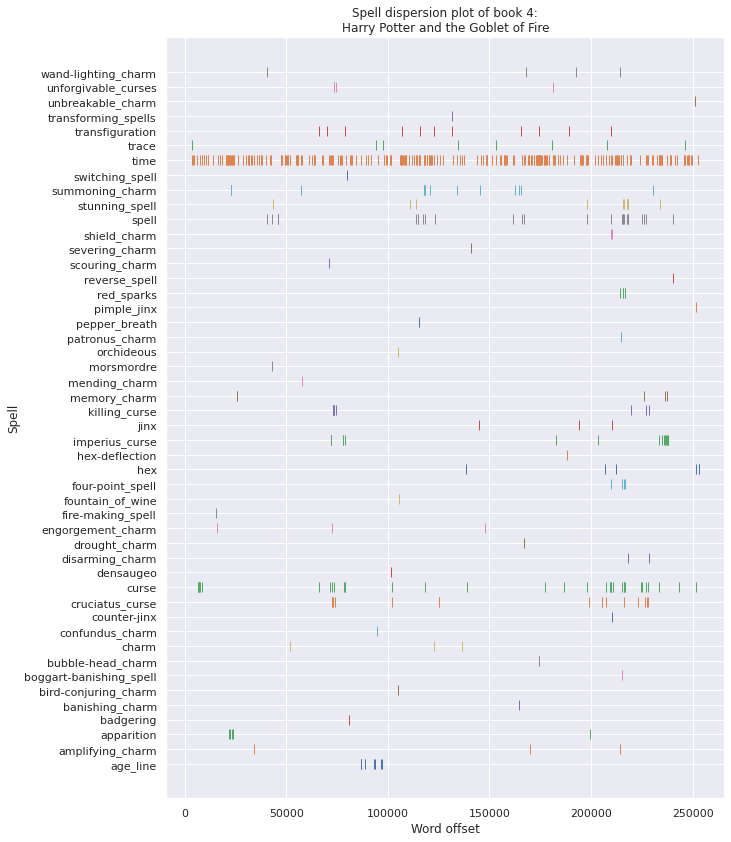 Spell dispersion plot of book 4:
Harry Potter and the Goblet of Fire
wand-lighting_charm
unforgivable_curses
unbreakable_charm
transforming_spells
transfiguration
trace
time
switching_spell
summoning_charm
stunning_spell
spell
shield_charm
severing_charm
scouring_charm
reverse_spell
red_sparks
pimple_jinx
pepper_breath
patronus_charm
orchideous
morsmordre
mending_charm
memory_charm
killing_curse
jinx
imperius_curse
hex-deflection
hex
four-point_spell
fountain_of_wine
fire-making_spell
engorgement_charm
drought_charm
disarming_charm
densaugeo
curse
cruciatus_curse
counter-jinx
confundus_charm
charm
bubble-head_charm
boggart-banishing_spell
bird-conjuring_charm
banishing_charm
badgering
apparition
amplifying_charm
age_line
Spell
0 50000 100000 150000 200000 250000
Word offset